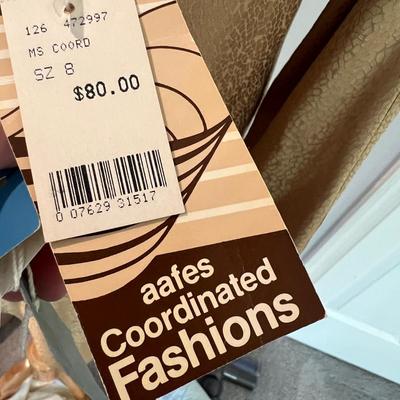 126 472997
MS COORD
SZ 8
$80.00
0 07629 31517
aafes
Coordinated
Fashions